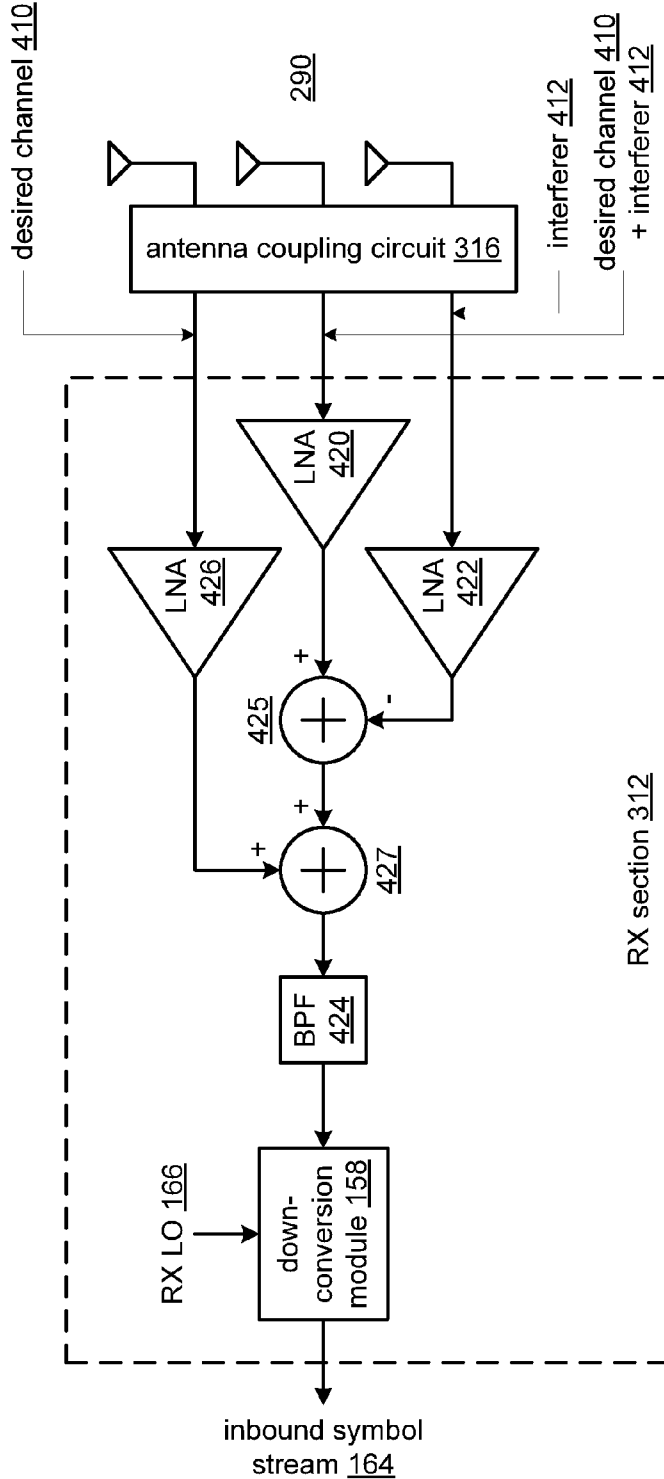 desired channel 410
290
interferer 412
desired channel 410
+ interferer 412
antenna coupling circuit 316
LNA
426
LNA
420
LNA
422
+
-
425
+
+
427
BPF
424
RX LO 166
down-
conversion
module 158
RX section 312
inbound symbol
stream 164